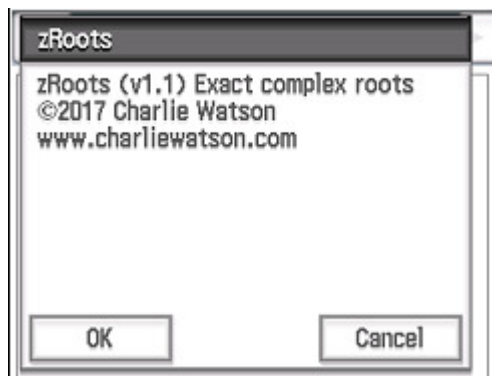 zRoots
zRoots (v1.1) Exact complex roots
©2017 Charlie Watson
www.charliewatson.com
OK
Cancel